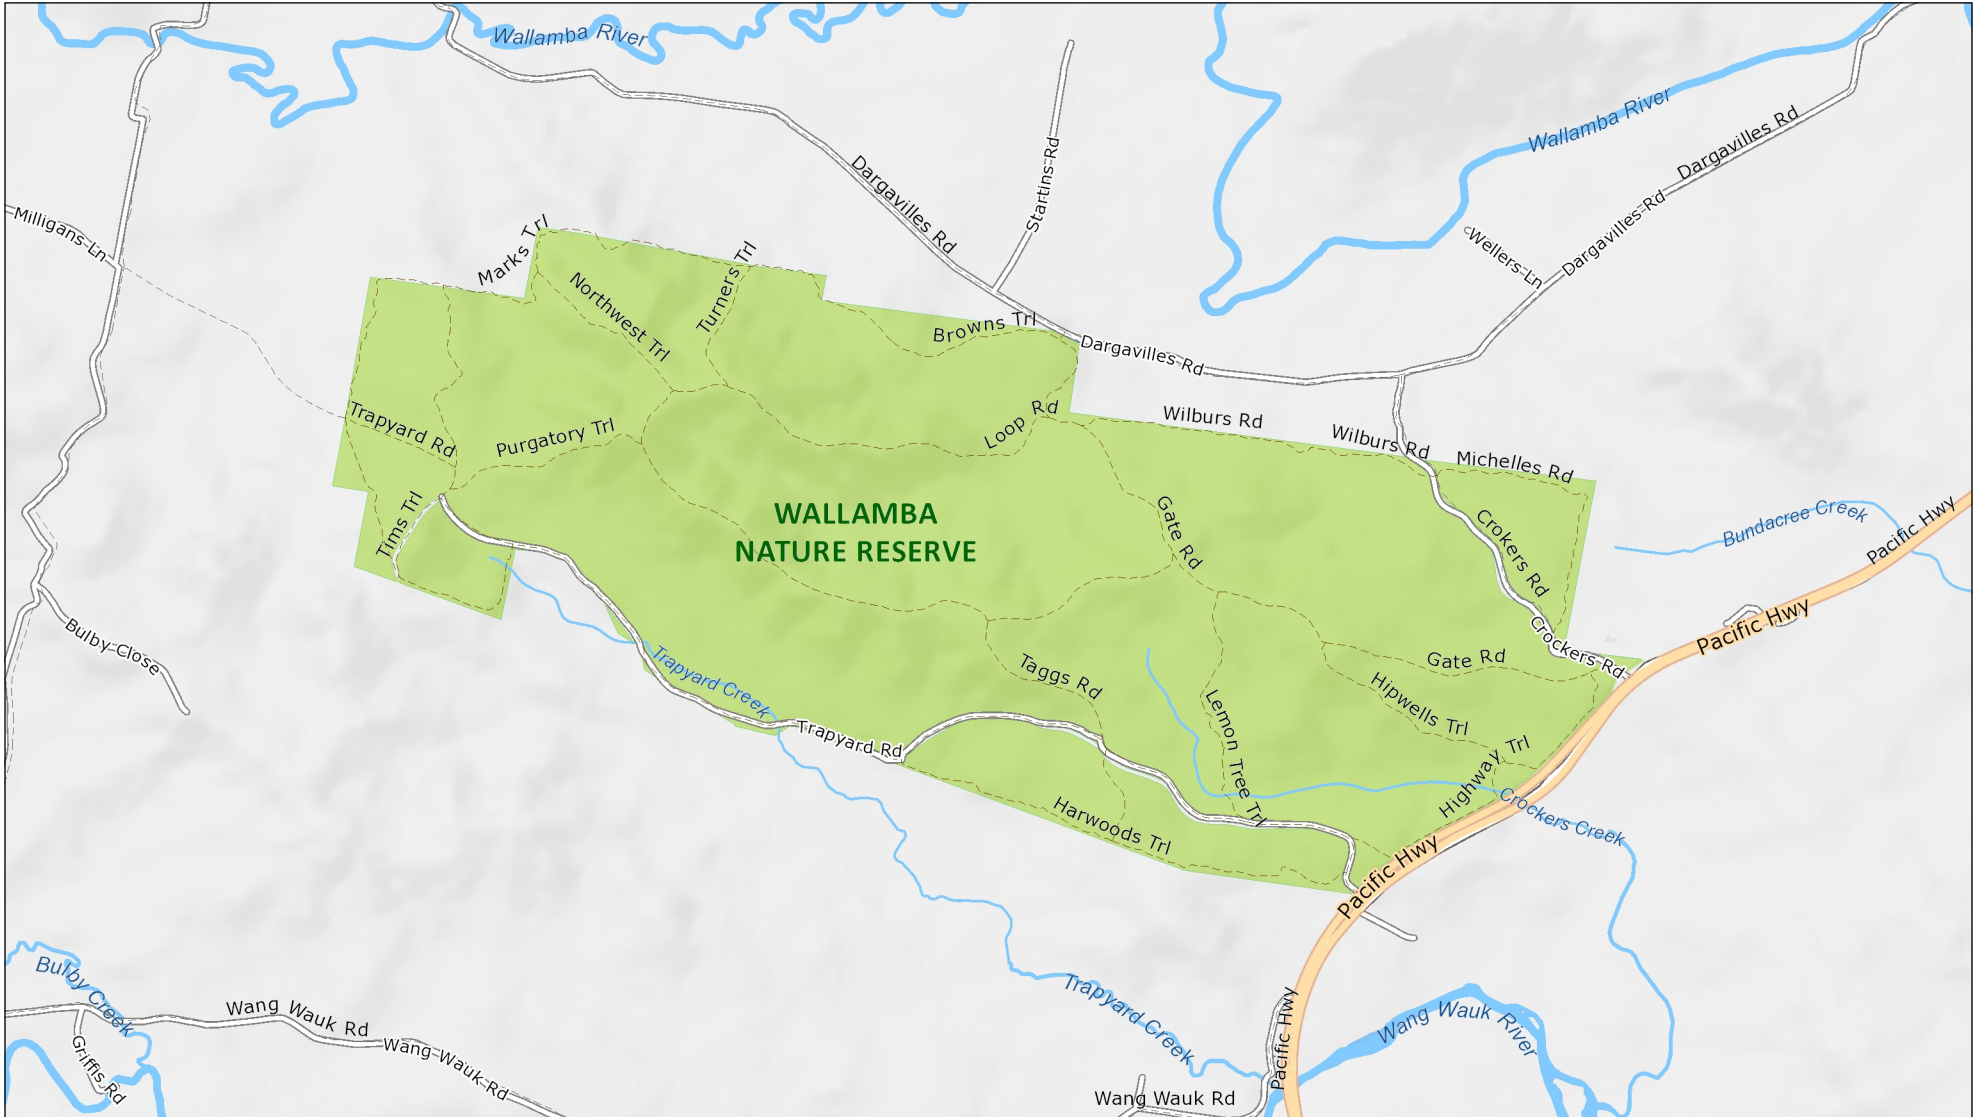 Wallamba River
Wallamba River
Dargavilles Rd
Dargavilles Rd
Startins Rd
Milligans Ln
Marks Trl
Dargavilles Rd
Wellers Ln
Turners Trl
Northwest Trl
Browns Trl
Dargavilles Rd
Trapyard Rd
Purgatory Trl
Loop Rd
Wilburs Rd
Wilburs Rd
Michelles Rd
Tims Trl
WALLAMBA
NATURE RESERVE
Gate Rd
Crokers Rd
Bundacree Creek
Pacific Hwy
Bulby Close
Pacific Hwy
Crockers Rd
Trapyard Creek
Taggs Rd
Gate Rd
Hipwells Trl
Lemon Tree Trl
Trapyard Rd
Highway Trl
Harwoods Trl
Crockers Creek
Pacific Hwy
Bulby Creek
Wang Wauk Rd
Wang Wauk Rd
Griffis Rd
Trapyard Creek
Pacific Hwy
Wang Wauk River
Wang Wauk Rd